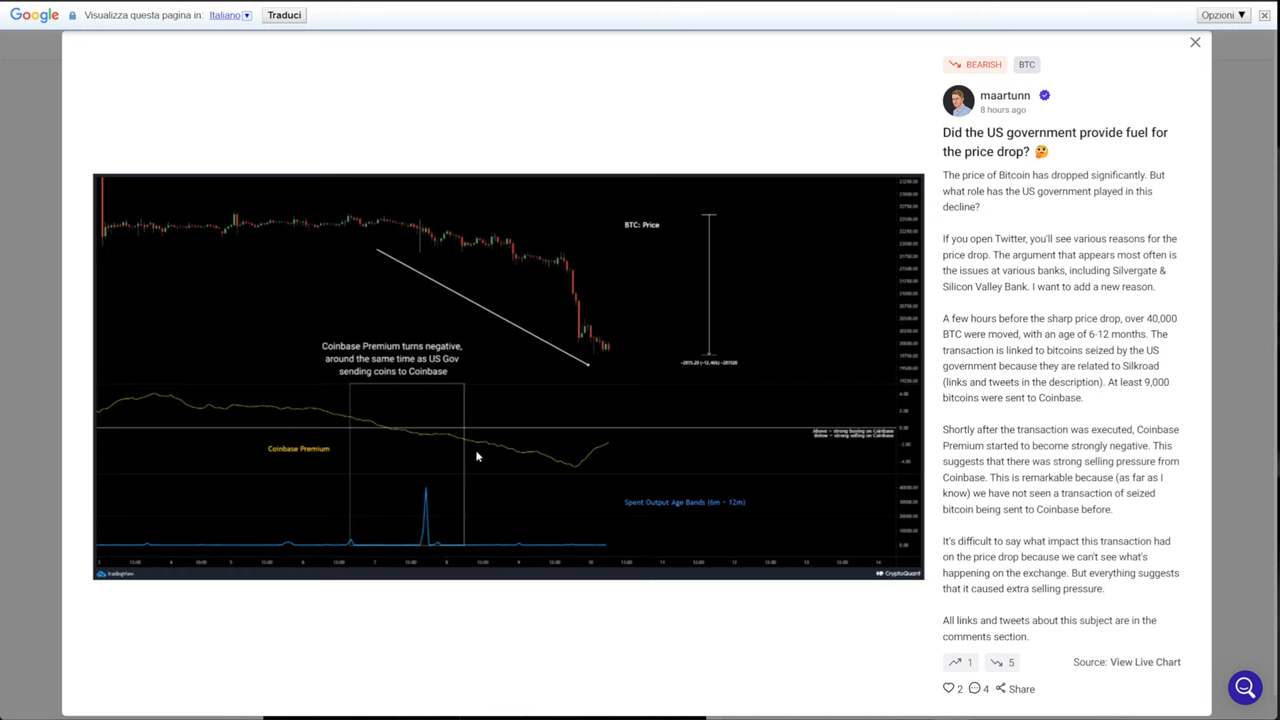 Google Visualizza questa pagina in: Italiano Traduci Opzioni
BEARISH BTC
maartunn
8 hours ago
Did the US government provide fuel for
the price drop? 🤔
The price of Bitcoin has dropped significantly. But
what role has the US government played in this
decline?
If you open Twitter, you'll see various reasons for the
price drop. The argument that appears most often is
the issues at various banks, including Silvergate &
Silicon Valley Bank. I want to add a new reason.
A few hours before the sharp price drop, over 40,000
BTC were moved, with an age of 6-12 months. The
transaction is linked to bitcoins seized by the US
government because they are related to Silkroad
(links and tweets in the description). At least 9,000
bitcoins were sent to Coinbase.
Shortly after the transaction was executed, Coinbase
Premium started to become strongly negative. This
suggests that there was strong selling pressure from
Coinbase. This is remarkable because (as far as I
know) we have not seen a transaction of seized
bitcoin being sent to Coinbase before.
It's difficult to say what impact this transaction had
on the price drop because we can't see what's
happening on the exchange. But everything suggests
that it caused extra selling pressure.
All links and tweets about this subject are in the
comments section.
1 5 Source: View Live Chart
2 4 Share
BTC: Price
Coinbase Premium turns negative,
around the same time as US Gov
sending coins to Coinbase
Above = strong buying on Coinbase
Below = strong selling on Coinbase
Coinbase Premium
Spent Output Age Bands (6m - 12m)
TradingView
CryptoQuant